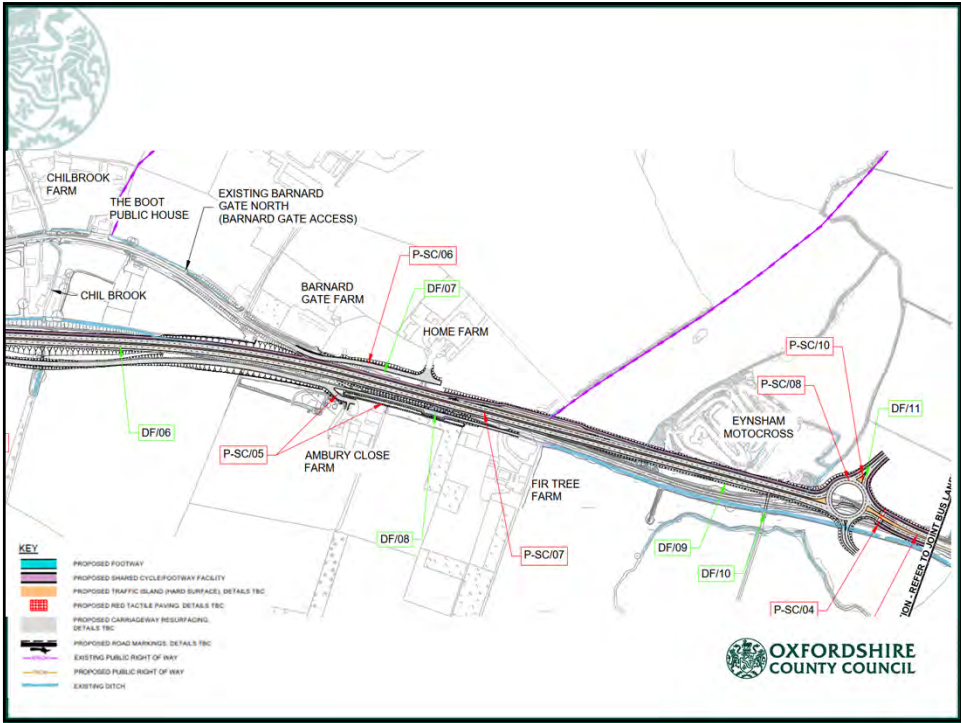 CHILBROOK
FARM
THE BOOT
PUBLIC HOUSE
EXISTING BARNARD
GATE NORTH
(BARNARD GATE ACCESS)
P-SC/06
DF/07
BARNARD
GATE FARM
CHIL BROOK
HOME FARM
P-SC/10
P-SC/08
DF/11
EYNSHAM
MOTOCROSS
DF/06
P-SC/05
AMBURY CLOSE
FARM
FIR TREE
FARM
DF/08
P-SC/07
DF/09
DF/10
P-SC/04
TION - REFER TO JOINT BUS LANE
KEY
PROPOSED FOOTWAY
PROPOSED SHARED CYCLE/FOOTWAY FACILITY
PROPOSED TRAFFIC ISLAND (HARD SURFACE), DETAILS TBC
PROPOSED RED TACTILE PAVING. DETAILS TBC
PROPOSED CARRIAGEWAY RESURFACING,
DETAILS TBC
PROPOSED ROAD MARKINGS. DETAILS TBC
EXISTING PUBLIC RIGHT OF WAY
PROPOSED PUBLIC RIGHT OF WAY
EXISTING DITCH
OXFORDSHIRE
COUNTY COUNCIL